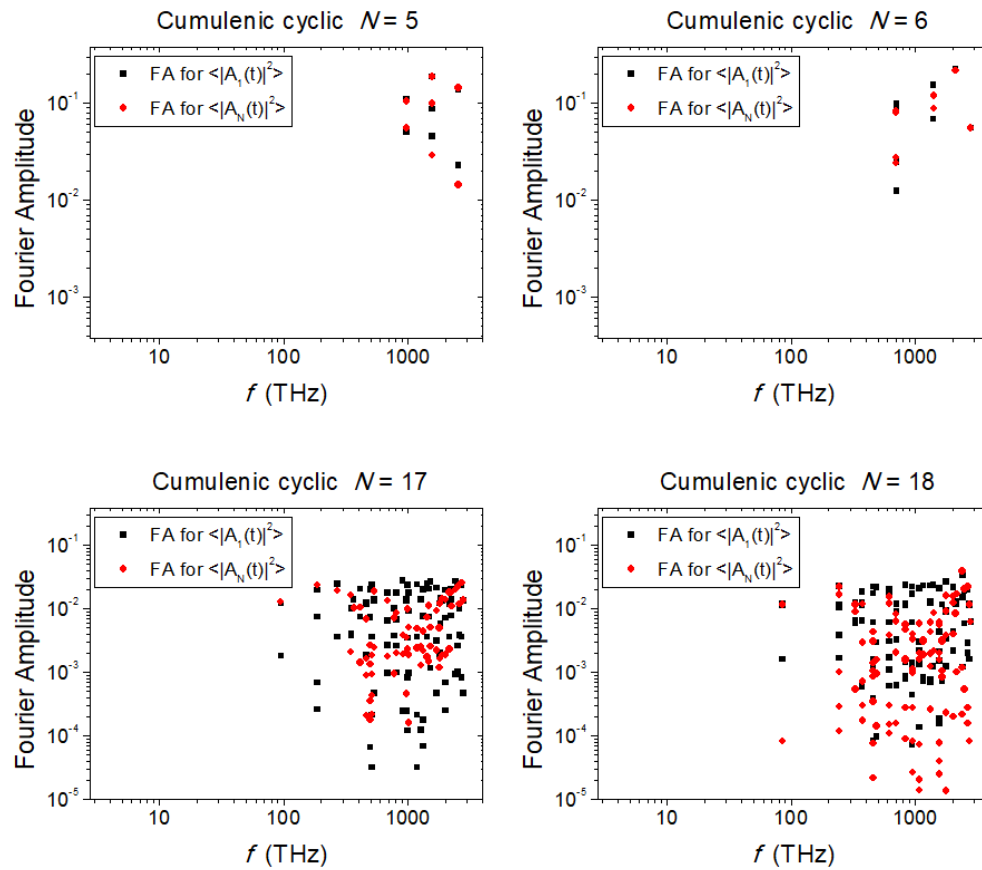 Cumulenic cyclic N = 5
Fourier Amplitude
10⁻¹
10⁻²
10⁻³
FA for <|A₁(t)|²>
FA for <|A_N(t)|²>
10 100 1000
f (THz)
Cumulenic cyclic N = 6
Fourier Amplitude
10⁻¹
10⁻²
10⁻³
FA for <|A₁(t)|²>
FA for <|A_N(t)|²>
10 100 1000
f (THz)
Cumulenic cyclic N = 17
Fourier Amplitude
10⁻¹
10⁻²
10⁻³
10⁻⁴
10⁻⁵
FA for <|A₁(t)|²>
FA for <|A_N(t)|²>
10 100 1000
f (THz)
Cumulenic cyclic N = 18
Fourier Amplitude
10⁻¹
10⁻²
10⁻³
10⁻⁴
10⁻⁵
FA for <|A₁(t)|²>
FA for <|A_N(t)|²>
10 100 1000
f (THz)